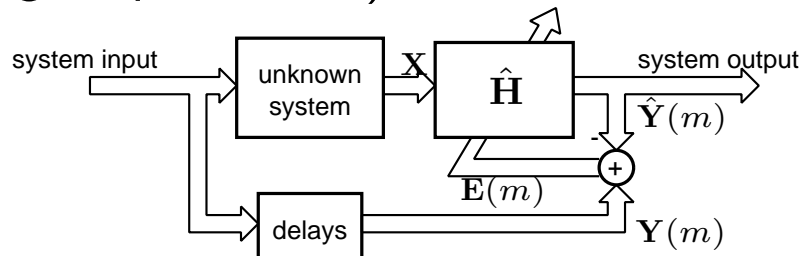 system input
unknown
system
X
Ĥ
system output
Ŷ(m)
-
+
E(m)
delays
Y(m)